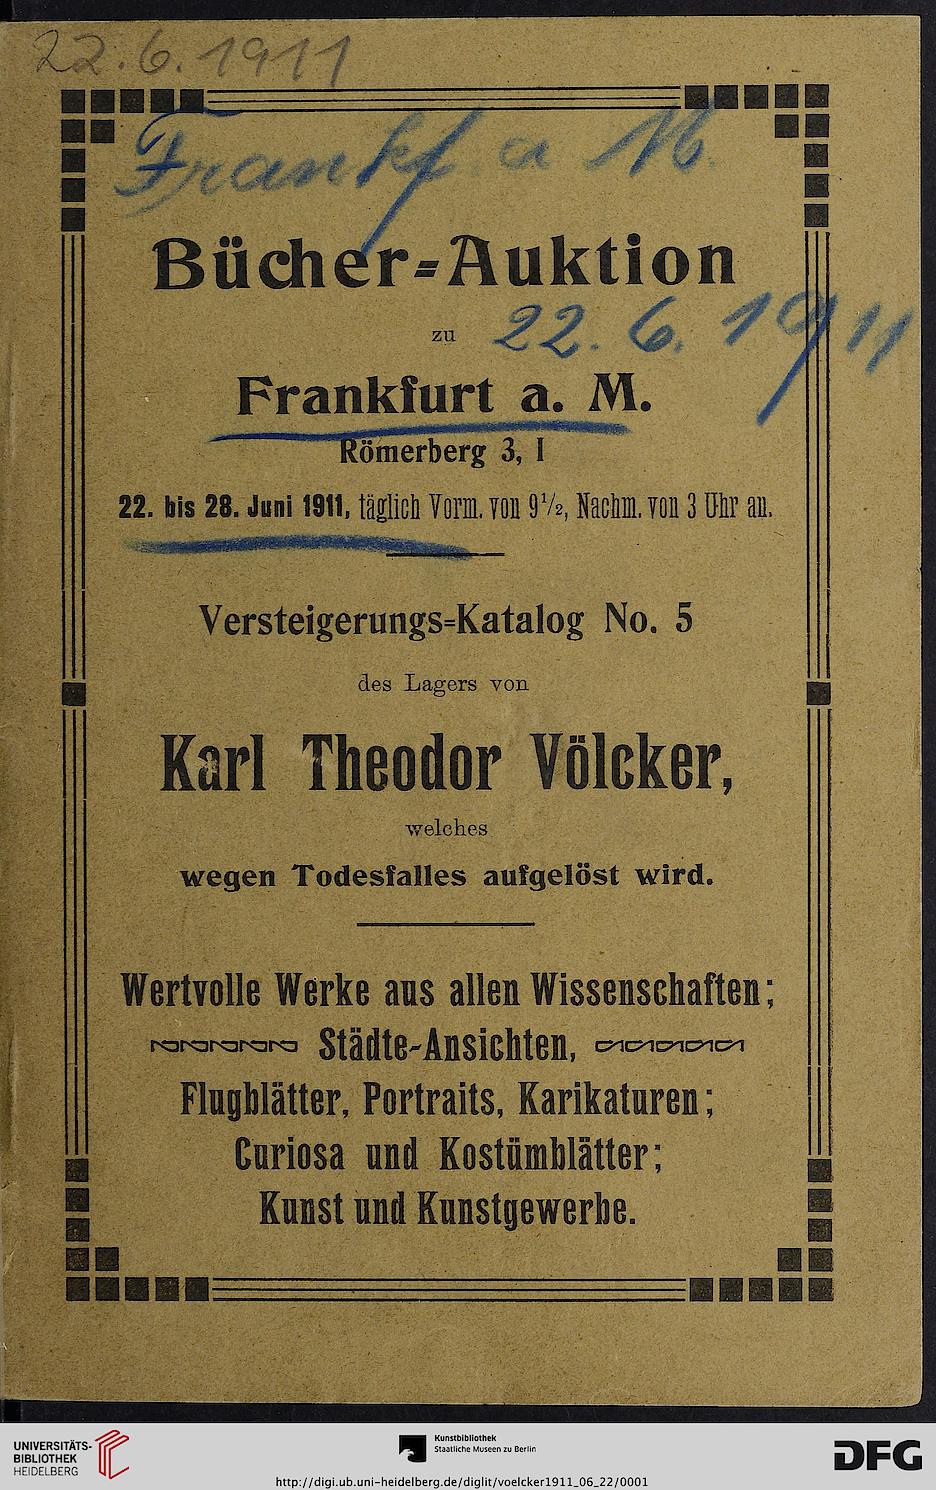 22.6.1911
Frankf. a M.
Bücher=Auktion
zu
22.6.1911
Frankfurt a. M.
Römerberg 3, I
22. bis 28. Juni 1911, täglich Vorm. von 9½, Nachm. von 3 Uhr an.
Versteigerungs=Katalog No. 5
des Lagers von
Karl Theodor Völcker,
welches
wegen Todesfalles aufgelöst wird.
Wertvolle Werke aus allen Wissenschaften;
Städte-Ansichten,
Flugblätter, Portraits, Karikaturen;
Curiosa und Kostümblätter;
Kunst und Kunstgewerbe.
UNIVERSITÄTS-
BIBLIOTHEK
HEIDELBERG
Kunstbibliothek
Staatliche Museen zu Berlin
http://digi.ub.uni-heidelberg.de/diglit/voelcker1911_06_22/0001
DFG